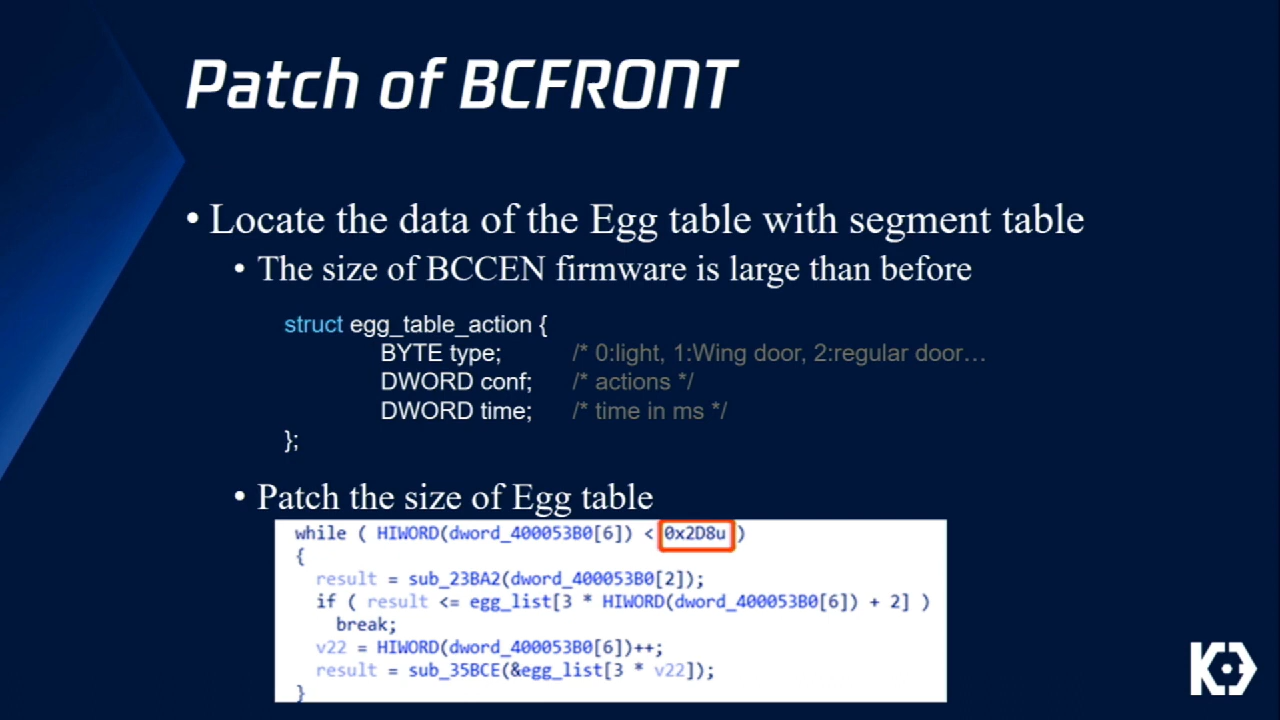 Patch of BCFRONT
• Locate the data of the Egg table with segment table
• The size of BCCEN firmware is large than before
struct egg_table_action {
BYTE type; /* 0:light, 1:Wing door, 2:regular door…
DWORD conf; /* actions */
DWORD time; /* time in ms */
};
• Patch the size of Egg table
while ( HIWORD(dword_400053B0[6]) < 0x2D8u )
{
result = sub_23BA2(dword_400053B0[2]);
if ( result <= egg_list[3 * HIWORD(dword_400053B0[6]) + 2] )
break;
v22 = HIWORD(dword_400053B0[6])++;
result = sub_35BCE(&egg_list[3 * v22]);
}